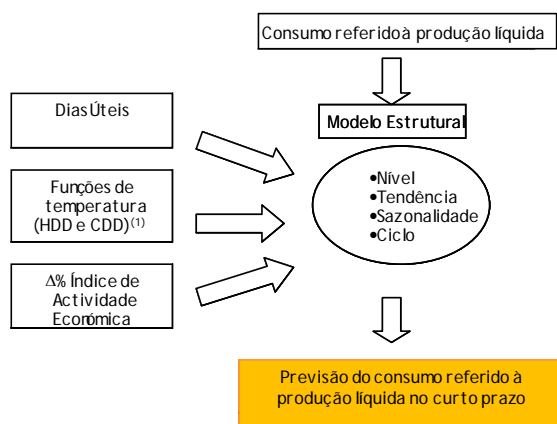 Consumo referido à produção líquida
Dias Úteis
Modelo Estrutural
Funções de
temperatura
(HDD e CDD)(1)
•Nível
•Tendência
•Sazonalidade
•Ciclo
Δ% Índice de
Actividade
Económica
Previsão do consumo referido à
produção líquida no curto prazo